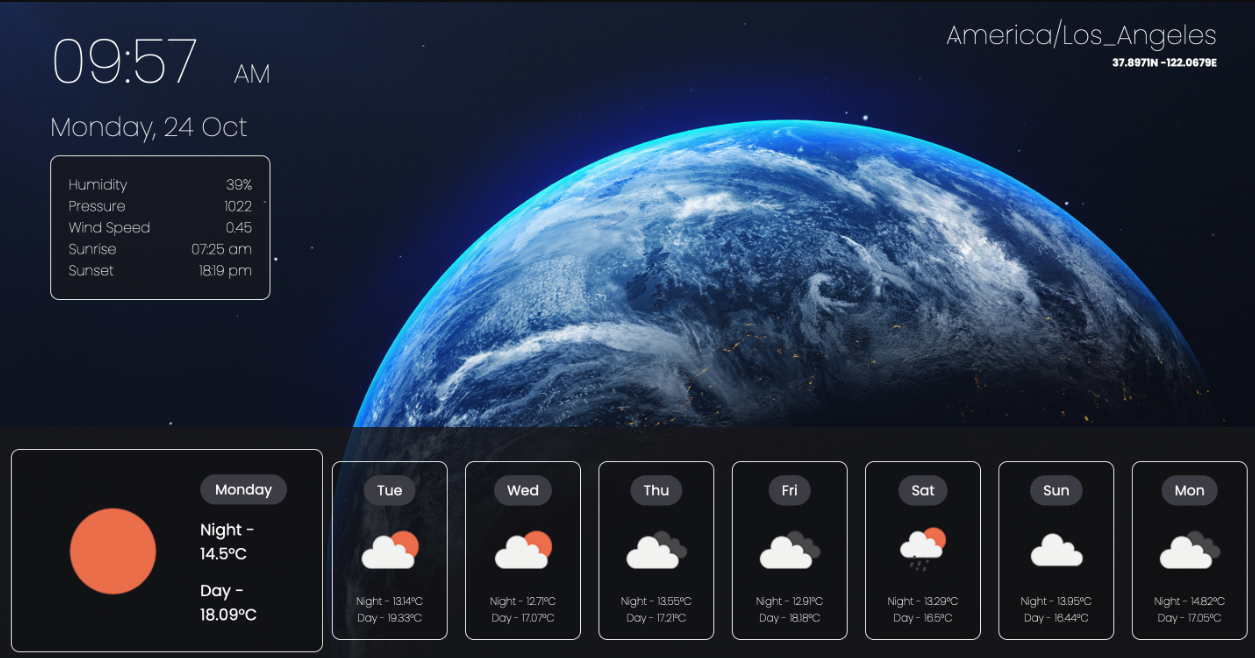 09:57 AM
America/Los_Angeles
37.8971N -122.0679E
Monday, 24 Oct
Humidity 39%
Pressure 1022
Wind Speed 0.45
Sunrise 07:25 am
Sunset 18:19 pm
Monday
Night -
14.5°C
Day -
18.09°C
Tue
Night - 13.14°C
Day - 19.33°C
Wed
Night - 12.71°C
Day - 17.07°C
Thu
Night - 13.55°C
Day - 17.21°C
Fri
Night - 12.91°C
Day - 18.18°C
Sat
Night - 13.29°C
Day - 16.5°C
Sun
Night - 13.95°C
Day - 16.44°C
Mon
Night - 14.82°C
Day - 17.05°C